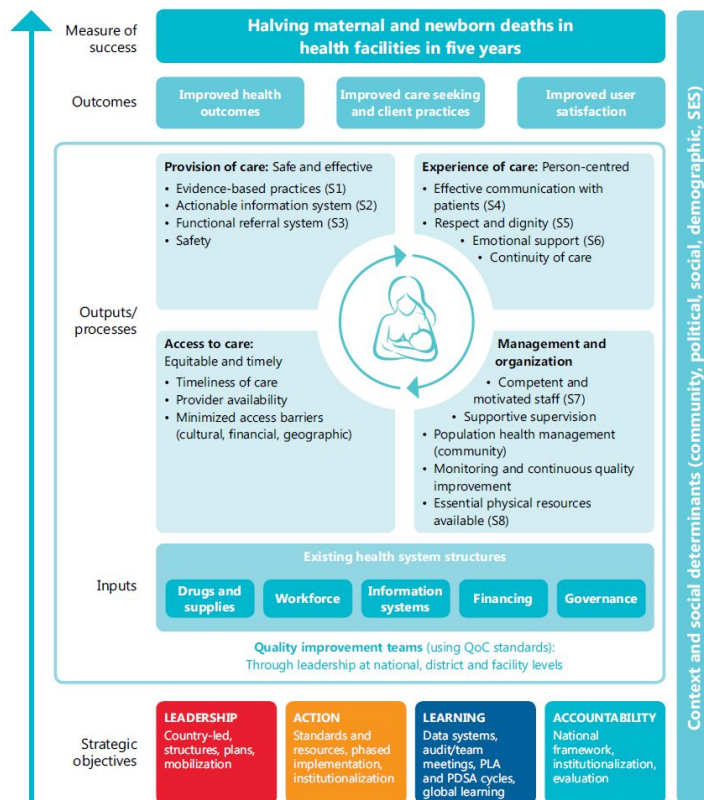 Measure of
success
Halving maternal and newborn deaths in
health facilities in five years
Outcomes
Improved health
outcomes
Improved care seeking
and client practices
Improved user
satisfaction
Outputs/
processes
Provision of care: Safe and effective
• Evidence-based practices (S1)
• Actionable information system (S2)
• Functional referral system (S3)
• Safety
Experience of care: Person-centred
• Effective communication with
patients (S4)
• Respect and dignity (S5)
• Emotional support (S6)
• Continuity of care
Access to care:
Equitable and timely
• Timeliness of care
• Provider availability
• Minimized access barriers
(cultural, financial, geographic)
Management and
organization
• Competent and
motivated staff (S7)
• Supportive supervision
• Population health management
(community)
• Monitoring and continuous quality
improvement
• Essential physical resources
available (S8)
Inputs
Existing health system structures
Drugs and
supplies
Workforce
Information
systems
Financing
Governance
Quality improvement teams (using QoC standards):
Through leadership at national, district and facility levels
Strategic
objectives
LEADERSHIP
Country-led,
structures, plans,
mobilization
ACTION
Standards and
resources, phased
implementation,
institutionalization
LEARNING
Data systems,
audit/team
meetings, PLA
and PDSA cycles,
global learning
ACCOUNTABILITY
National
framework,
institutionalization,
evaluation
Context and social determinants (community, political, social, demographic, SES)